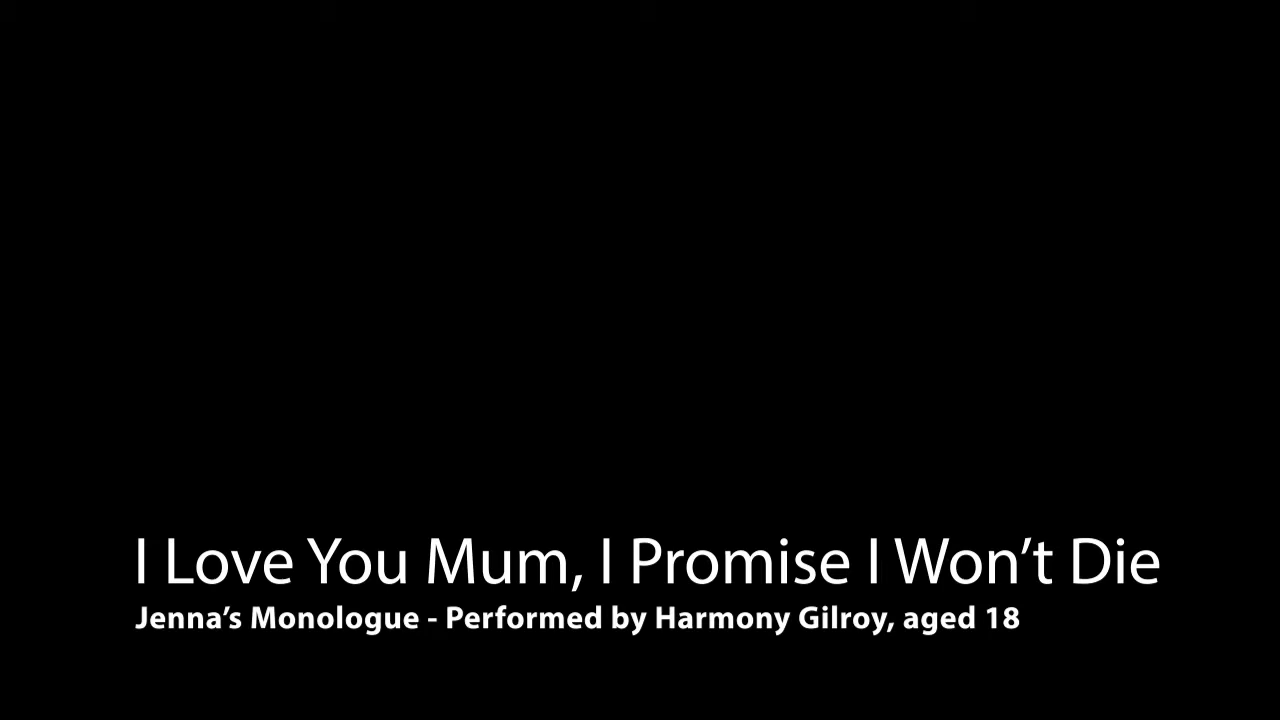 I Love You Mum, I Promise I Won’t Die
Jenna’s Monologue - Performed by Harmony Gilroy, aged 18